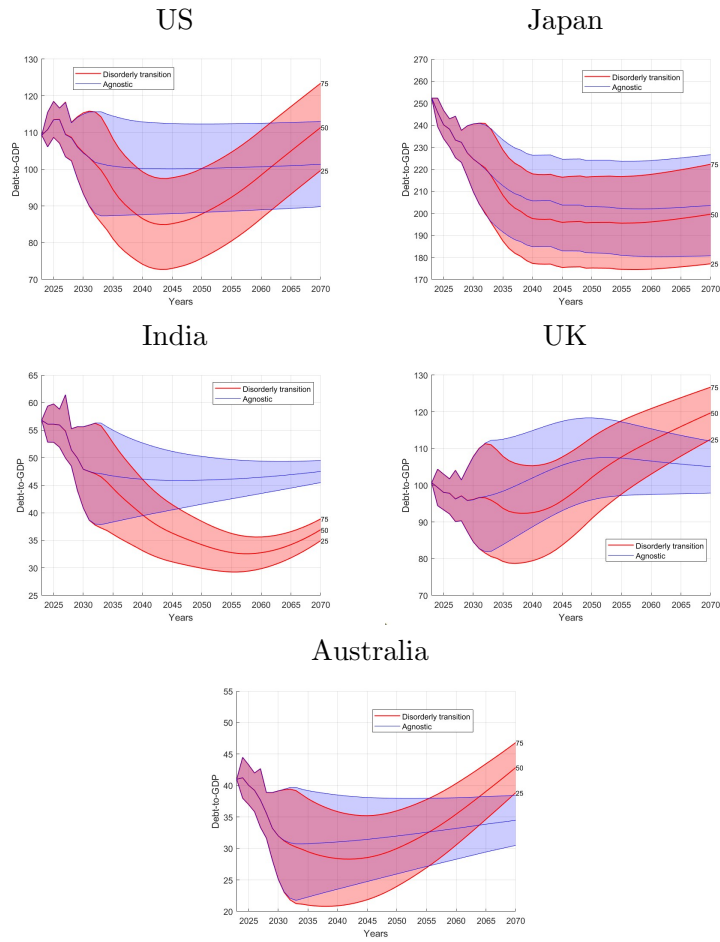 US
130
120
110
100
90
80
70
Debt-to-GDP
Disorderly transition
Agnostic
75
50
25
2025 2030 2035 2040 2045 2050 2055 2060 2065 2070
Years
Japan
270
260
250
240
230
220
210
200
190
180
170
Debt-to-GDP
Disorderly transition
Agnostic
75
50
25
2025 2030 2035 2040 2045 2050 2055 2060 2065 2070
Years
India
65
60
55
50
45
40
35
30
25
Debt-to-GDP
Disorderly transition
Agnostic
75
50
25
2025 2030 2035 2040 2045 2050 2055 2060 2065 2070
Years
UK
130
120
110
100
90
80
70
Debt-to-GDP
Disorderly transition
Agnostic
75
50
25
2025 2030 2035 2040 2045 2050 2055 2060 2065 2070
Years
.
Australia
55
50
45
40
35
30
25
20
Debt-to-GDP
Disorderly transition
Agnostic
75
50
25
2025 2030 2035 2040 2045 2050 2055 2060 2065 2070
Years